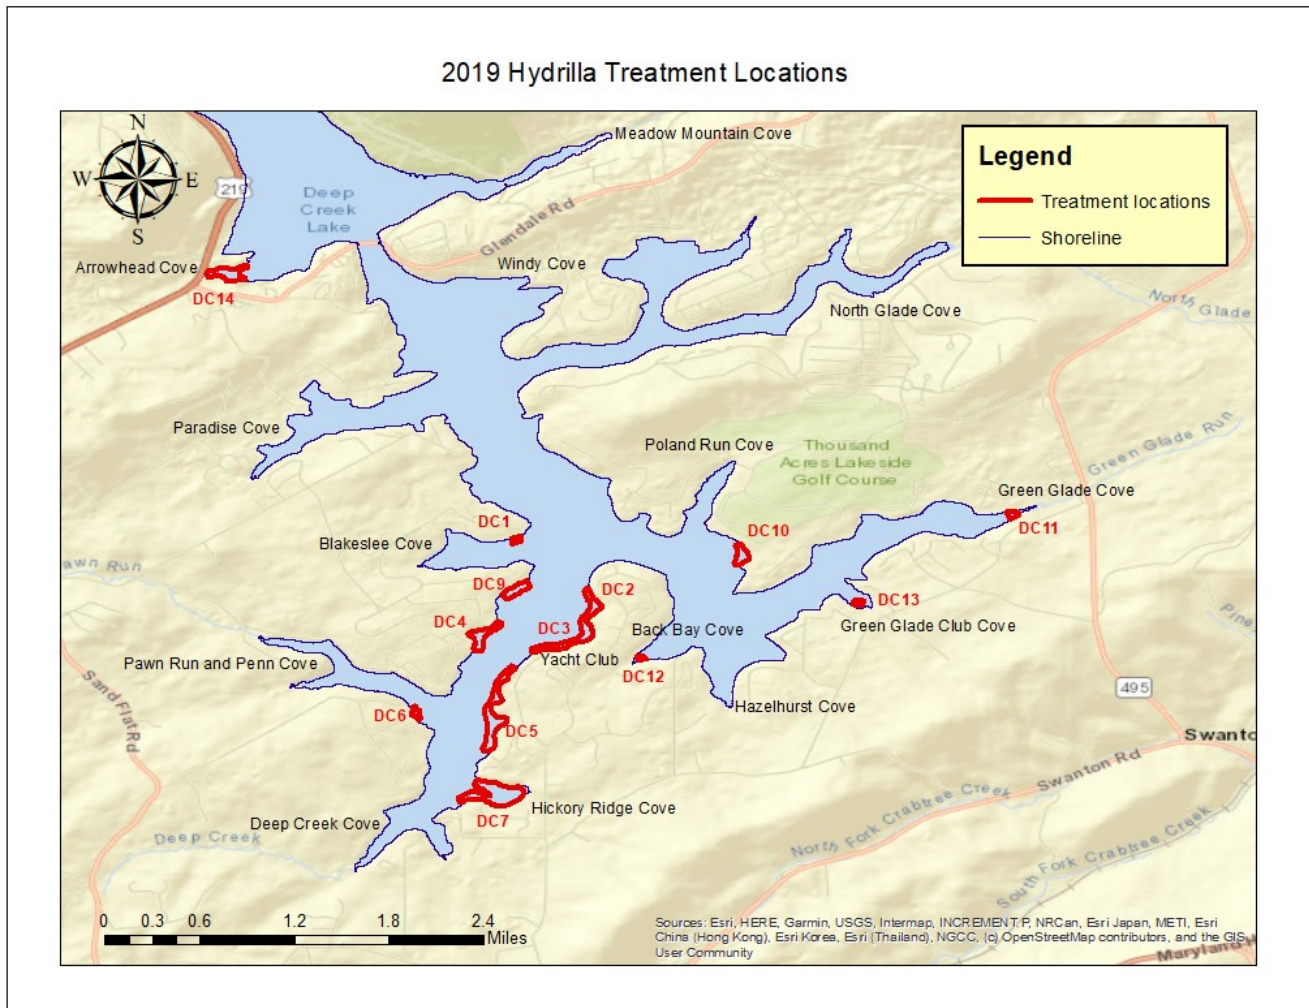 2019 Hydrilla Treatment Locations
N
W
E
S
219
Deep
Creek
Lake
Meadow Mountain Cove
Legend
Treatment locations
Shoreline
Glendale Rd
Arrowhead Cove
DC14
Windy Cove
North Glade Cove
North Glade
Paradise Cove
Poland Run Cove
Thousand
Acres Lakeside
Golf Course
Green Glade Run
Green Glade Cove
DC1
DC10
DC11
Blakeslee Cove
awn Run
DC9
DC2
DC13
DC4
DC3
Back Bay Cove
Green Glade Club Cove
Pawn Run and Penn Cove
Yacht Club
DC12
495
Sand Flat Rd
DC6
DC5
Hazelhurst Cove
Swanto
Swanton Rd
Hickory Ridge Cove
DC7
Deep Creek Cove
Deep Creek
North Fork Crabtree Creek
South Fork Crabtree Creek
0 0.3 0.6 1.2 1.8 2.4
Miles
Sources: Esri, HERE, Garmin, USGS, Intermap, INCREMENT P, NRCan, Esri Japan, METI, Esri
China (Hong Kong), Esri Korea, Esri (Thailand), NGCC, (c) OpenStreetMap contributors, and the GIS
User Community
Maryland H